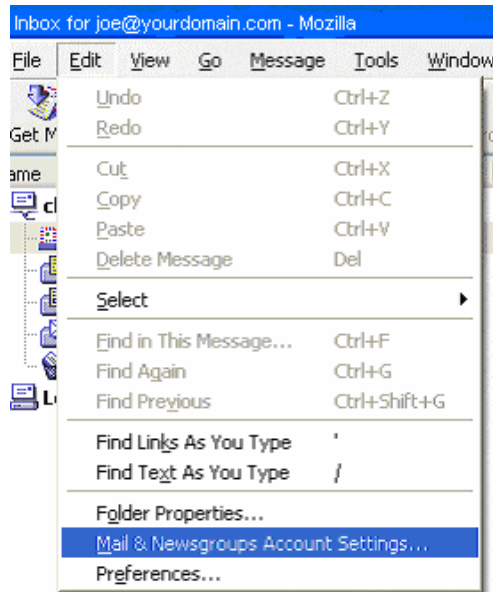 Inbox for joe@yourdomain.com - Mozilla
File Edit View Go Message Tools Window
Get M
ame
Undo Ctrl+Z
Redo Ctrl+Y
Cut Ctrl+X
Copy Ctrl+C
Paste Ctrl+V
Delete Message Del
Select
Find in This Message... Ctrl+F
Find Again Ctrl+G
Find Previous Ctrl+Shift+G
Find Links As You Type '
Find Text As You Type /
Folder Properties...
Mail & Newsgroups Account Settings...
Preferences...